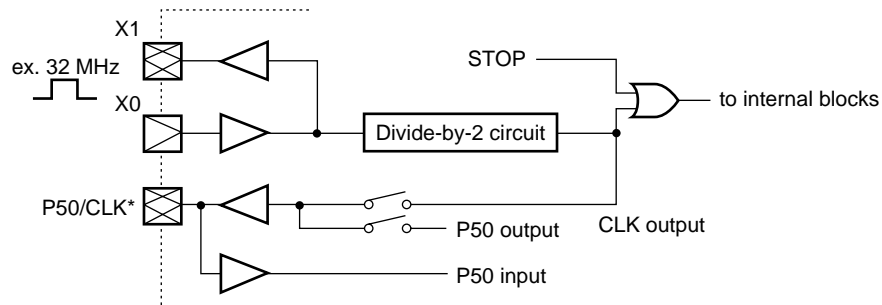 X1
ex. 32 MHz
STOP
X0
to internal blocks
Divide-by-2 circuit
P50/CLK*
P50 output
CLK output
P50 input